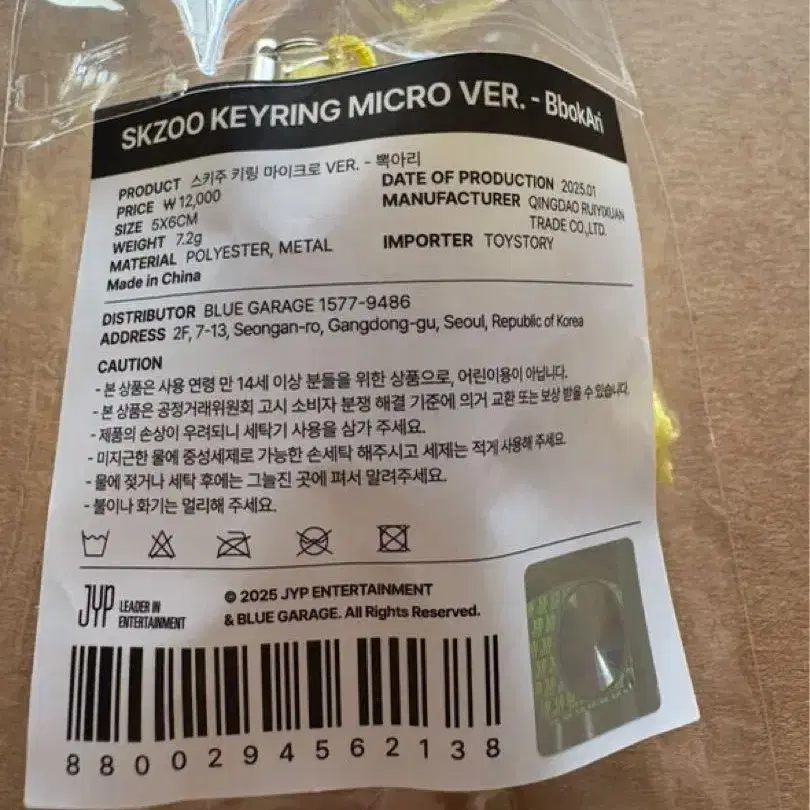 SKZOO KEYRING MICRO VER. - BbokAri
PRODUCT 스키주 키링 마이크로 VER. - 뽁아리
PRICE ₩12,000
SIZE 5X6CM
WEIGHT 7.2g
MATERIAL POLYESTER, METAL
Made in China
DATE OF PRODUCTION 2025.01
MANUFACTURER QINGDAO RUIYIXUAN
TRADE CO.,LTD.
IMPORTER TOYSTORY
DISTRIBUTOR BLUE GARAGE 1577-9486
ADDRESS 2F, 7-13, Seongan-ro, Gangdong-gu, Seoul, Republic of Korea
CAUTION
- 본 상품은 사용 연령 만 14세 이상 분들을 위한 상품으로, 어린이용이 아닙니다.
- 본 상품은 공정거래위원회 고시 소비자 분쟁 해결 기준에 의거 교환 또는 보상 받을 수 있습니다.
- 제품의 손상이 우려되니 세탁기 사용을 삼가 주세요.
- 미지근한 물에 중성세제로 가능한 손세탁 해주시고 세제는 적게 사용해 주세요.
- 물에 젖거나 세탁 후에는 그늘진 곳에 펴서 말려주세요.
- 불이나 화기는 멀리해 주세요.
JYP LEADER IN
ENTERTAINMENT
© 2025 JYP ENTERTAINMENT
& BLUE GARAGE. All Rights Reserved.
8800294562138